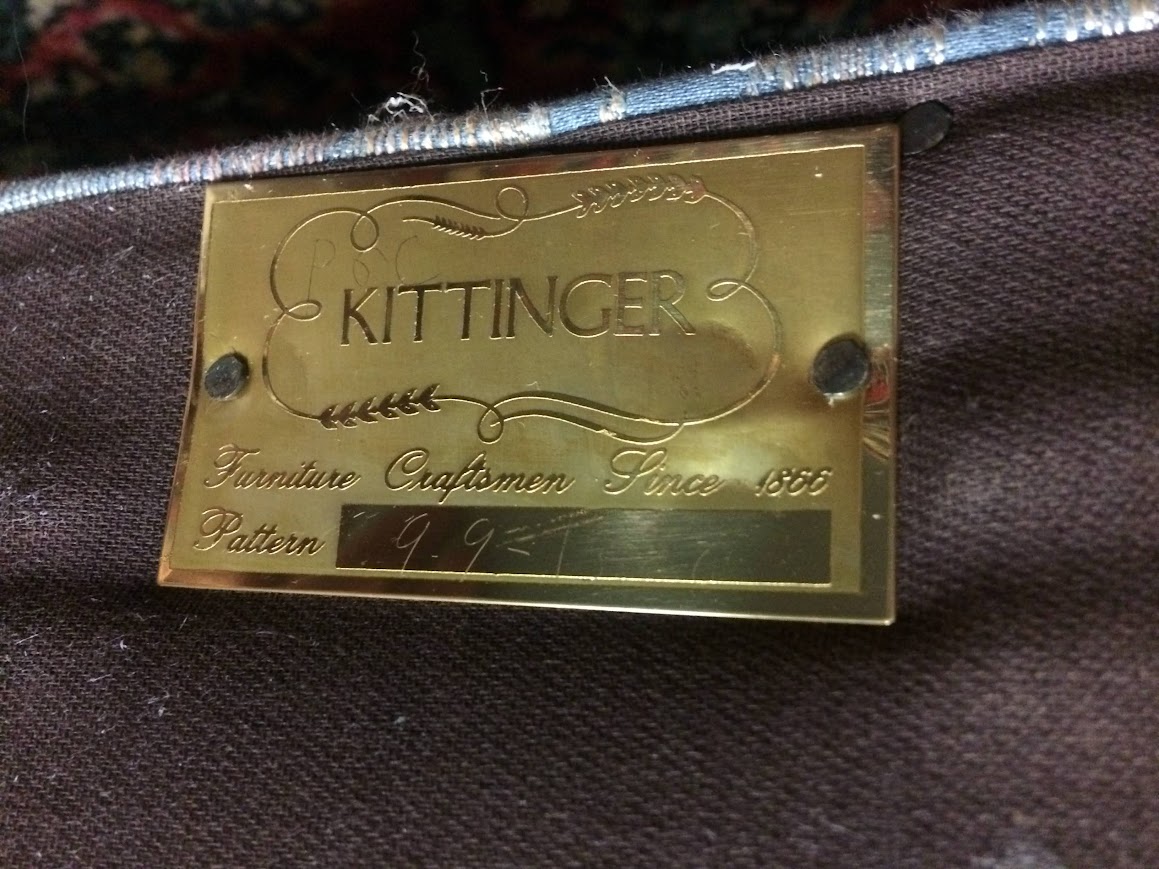 KITTINGER
Furniture Craftsmen Since 1866
Pattern